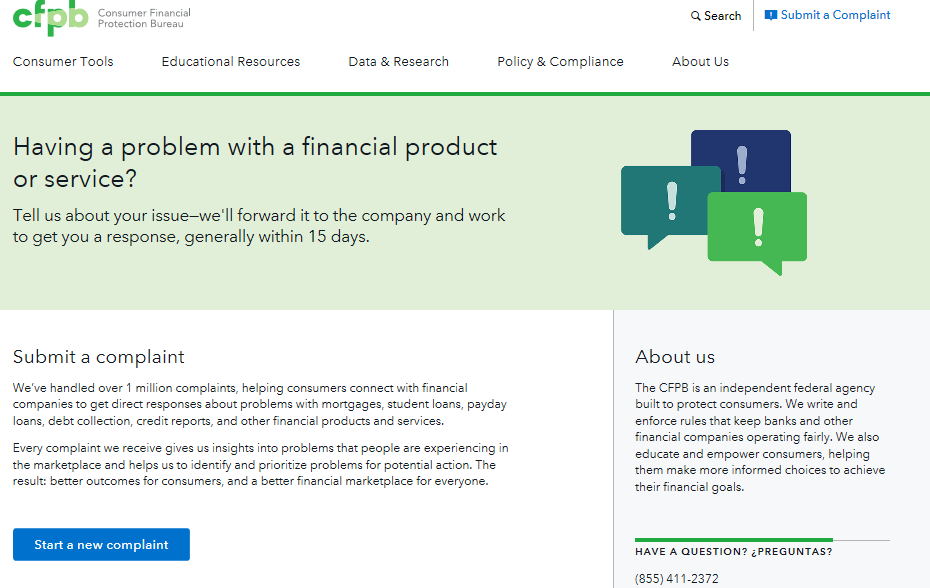 cfpb Consumer Financial
Protection Bureau
Search
Submit a Complaint
Consumer Tools
Educational Resources
Data & Research
Policy & Compliance
About Us
Having a problem with a financial product
or service?
Tell us about your issue—we'll forward it to the company and work
to get you a response, generally within 15 days.
! ! !
Submit a complaint
We've handled over 1 million complaints, helping consumers connect with financial
companies to get direct responses about problems with mortgages, student loans, payday
loans, debt collection, credit reports, and other financial products and services.
Every complaint we receive gives us insights into problems that people are experiencing in
the marketplace and helps us to identify and prioritize problems for potential action. The
result: better outcomes for consumers, and a better financial marketplace for everyone.
Start a new complaint
About us
The CFPB is an independent federal agency
built to protect consumers. We write and
enforce rules that keep banks and other
financial companies operating fairly. We also
educate and empower consumers, helping
them make more informed choices to achieve
their financial goals.
HAVE A QUESTION? ¿PREGUNTAS?
(855) 411-2372